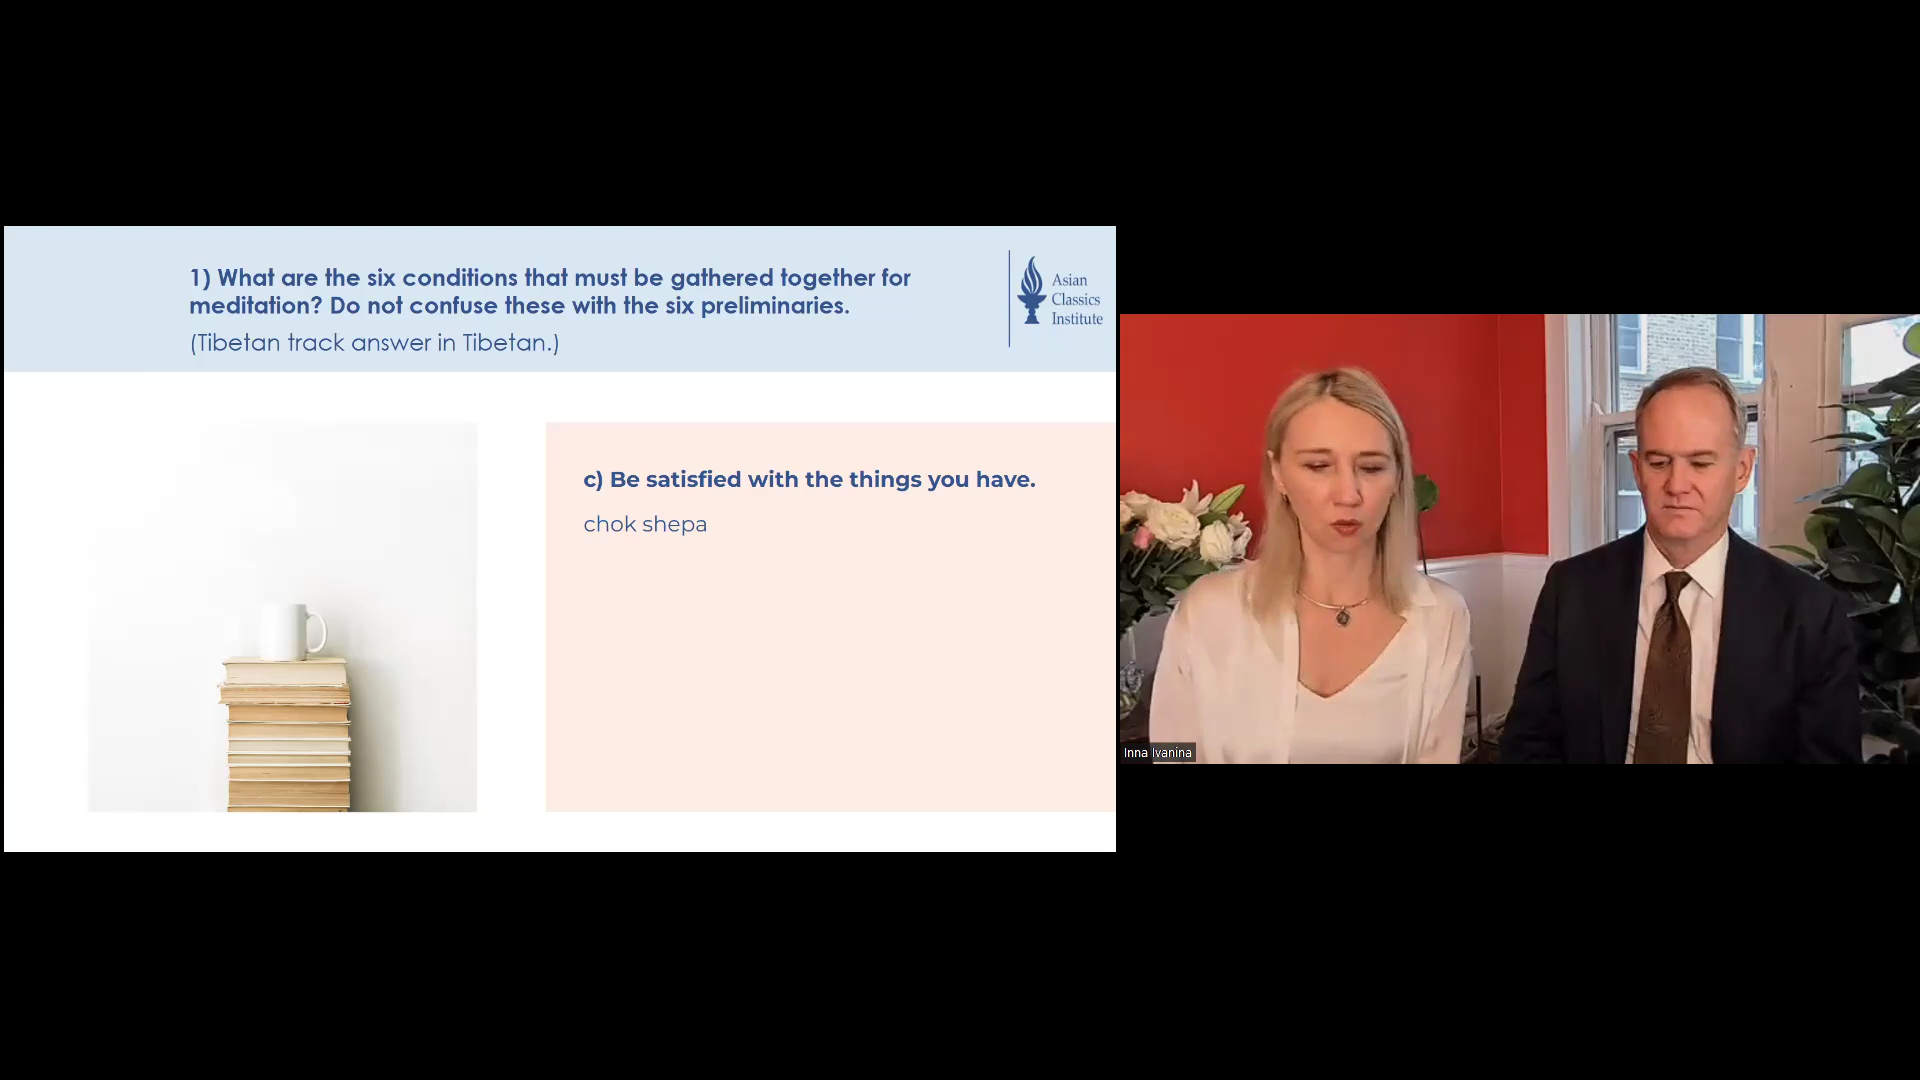 1) What are the six conditions that must be gathered together for
meditation? Do not confuse these with the six preliminaries.
(Tibetan track answer in Tibetan.)
Asian
Classics
Institute
c) Be satisfied with the things you have.
chok shepa
Inna Ivanina